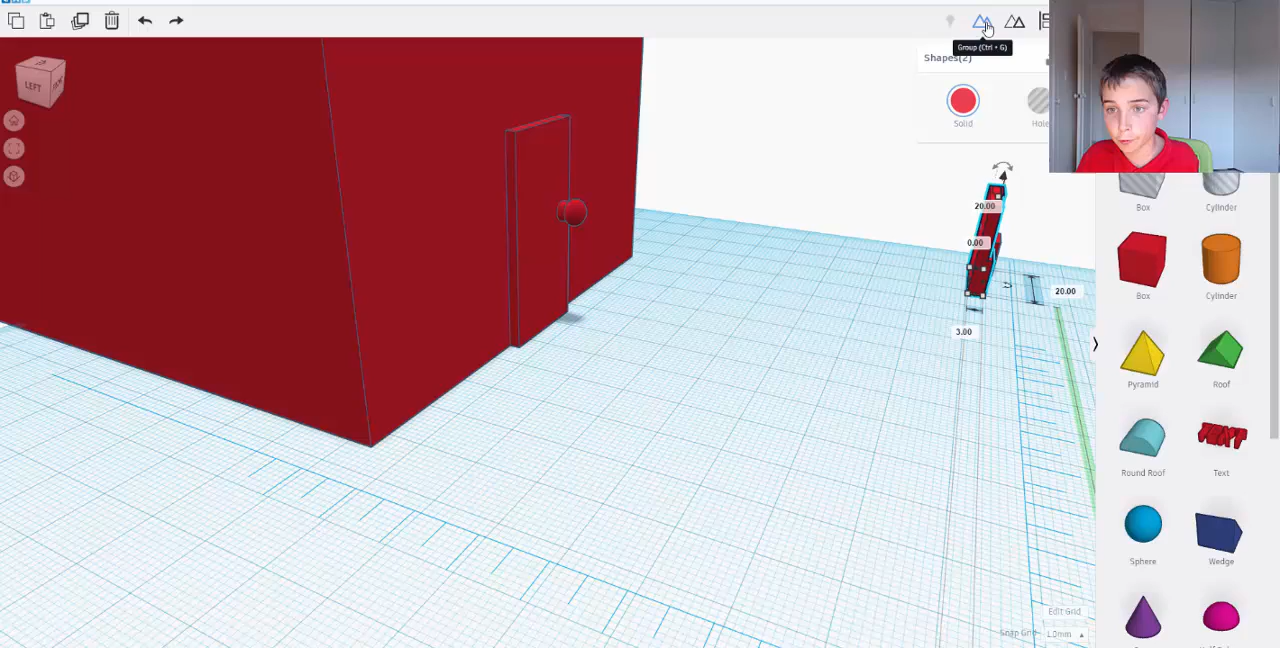 Group (Ctrl + G)
Shapes(2)
LEFT
Solid
Hole
20.00
0.00
20.00
3.00
Box
Cylinder
Box
Cylinder
Pyramid
Roof
Round Roof
TEXT
Text
Sphere
Wedge
Edit Grid
Snap Grid
1.0mm